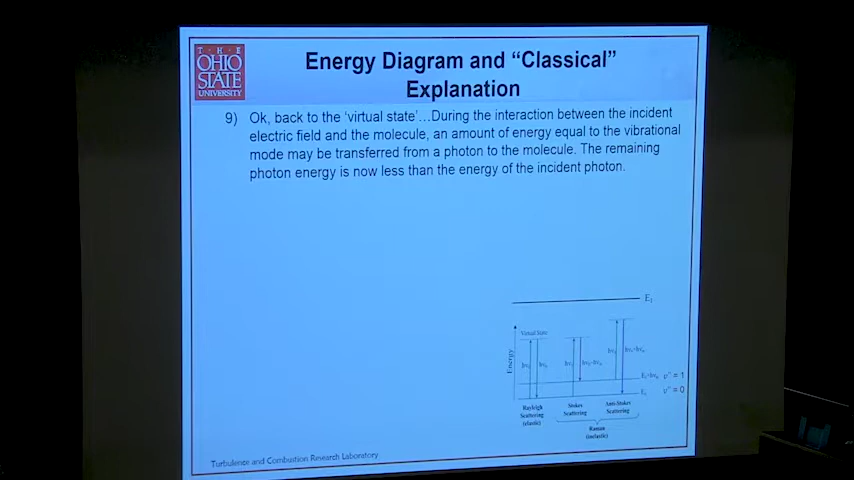 T · H · E
OHIO
STATE
UNIVERSITY
Energy Diagram and “Classical”
Explanation
9) Ok, back to the ‘virtual state’…During the interaction between the incident
electric field and the molecule, an amount of energy equal to the vibrational
mode may be transferred from a photon to the molecule. The remaining
photon energy is now less than the energy of the incident photon.
Virtual State
Energy
υ" = 1
υ" = 0
Rayleigh
Scattering
(elastic)
Stokes
Scattering
Anti-Stokes
Scattering
Raman
(inelastic)
Turbulence and Combustion Research Laboratory